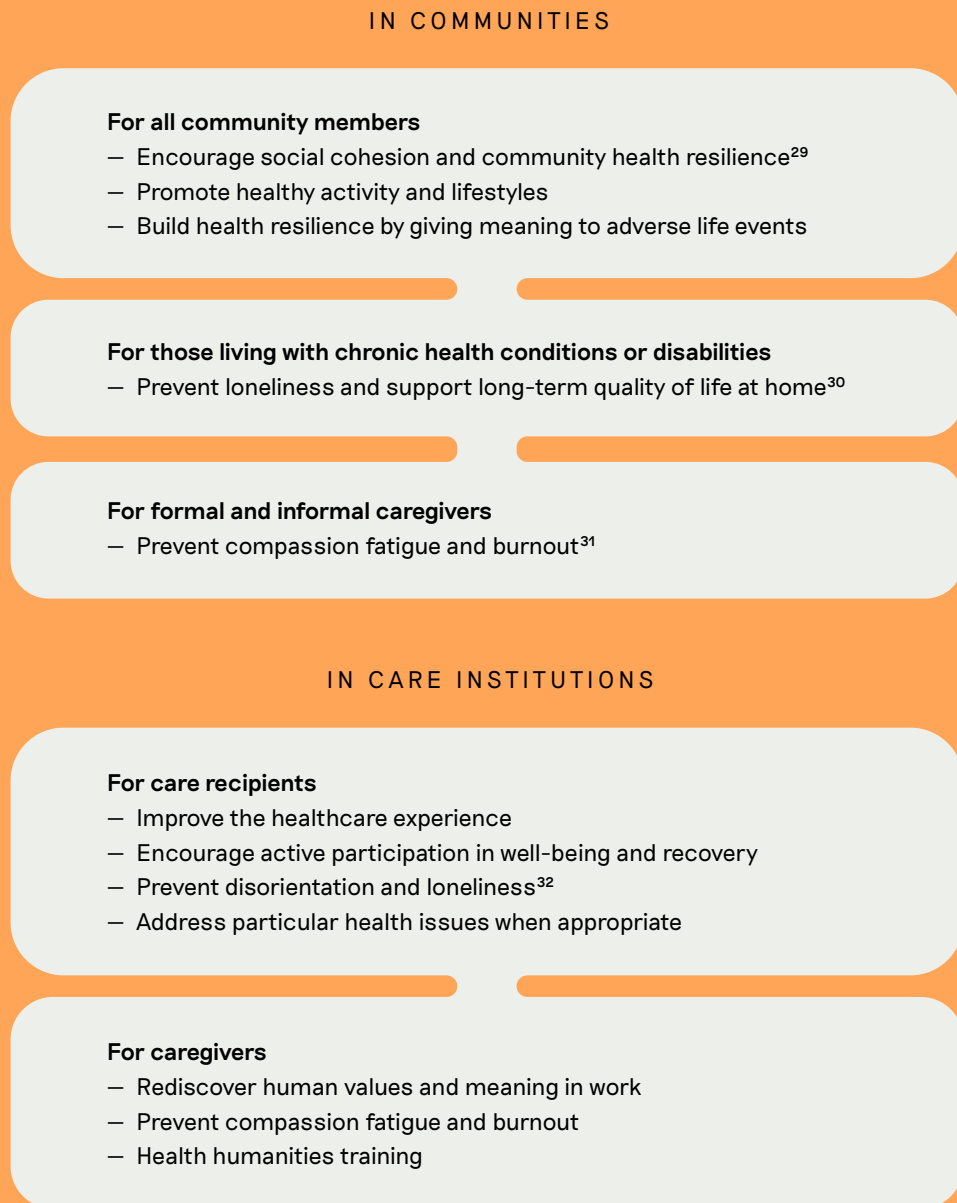 IN COMMUNITIES
For all community members
— Encourage social cohesion and community health resilience²⁹
— Promote healthy activity and lifestyles
— Build health resilience by giving meaning to adverse life events
For those living with chronic health conditions or disabilities
— Prevent loneliness and support long-term quality of life at home³⁰
For formal and informal caregivers
— Prevent compassion fatigue and burnout³¹
IN CARE INSTITUTIONS
For care recipients
— Improve the healthcare experience
— Encourage active participation in well-being and recovery
— Prevent disorientation and loneliness³²
— Address particular health issues when appropriate
For caregivers
— Rediscover human values and meaning in work
— Prevent compassion fatigue and burnout
— Health humanities training